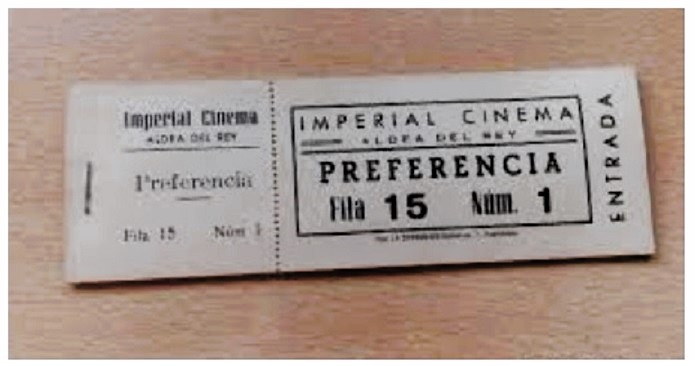 Imperial Cinema
ALDEA DEL REY
Preferencia
Fila 15 Núm 1
IMPERIAL CINEMA
ALDEA DEL REY
PREFERENCIA
Fila 15 Núm. 1
ENTRADA